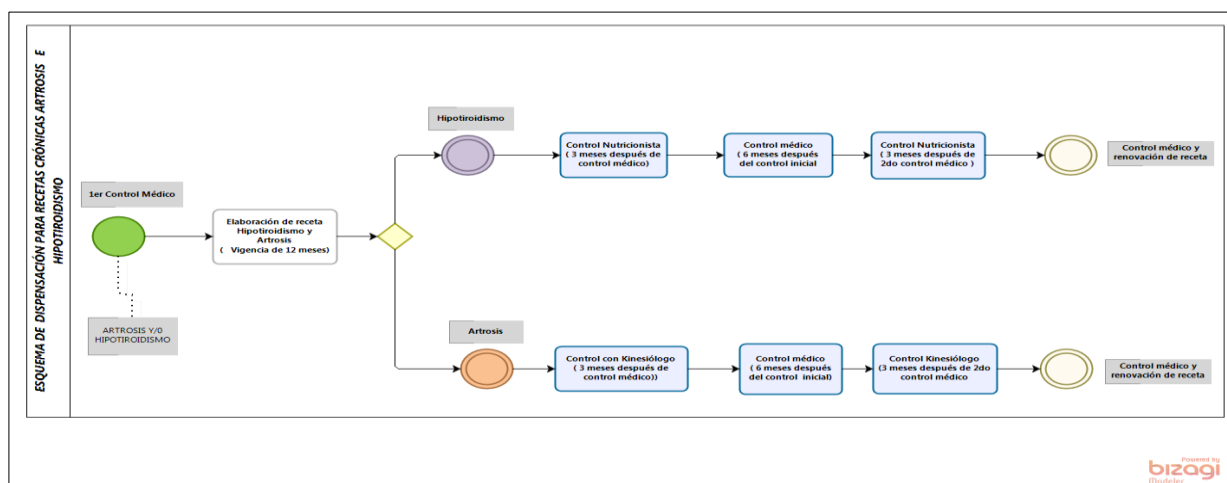 ESQUEMA DE DISPENSACIÓN PARA RECETAS CRÓNICAS ARTROSIS E
HIPOTIROIDISMO
1er Control Médico
ARTROSIS Y/0
HIPOTIROIDISMO
Elaboración de receta
Hipotiroidismo y
Artrosis
( Vigencia de 12 meses)
Hipotiroidismo
Control Nutricionista
( 3 meses después de
control médico)
Control médico
( 6 meses después
del control inicial
Control Nutricionista
( 3 meses después de
2do control médico )
Control médico y
renovación de receta
Artrosis
Control con Kinesiólogo
( 3 meses después de
control médico))
Control médico
( 6 meses después
del control inicial)
Control Kinesiólogo
(3 meses después de 2do
control médico
Control médico y
renovación de receta
Powered by
bizagi
Modeler